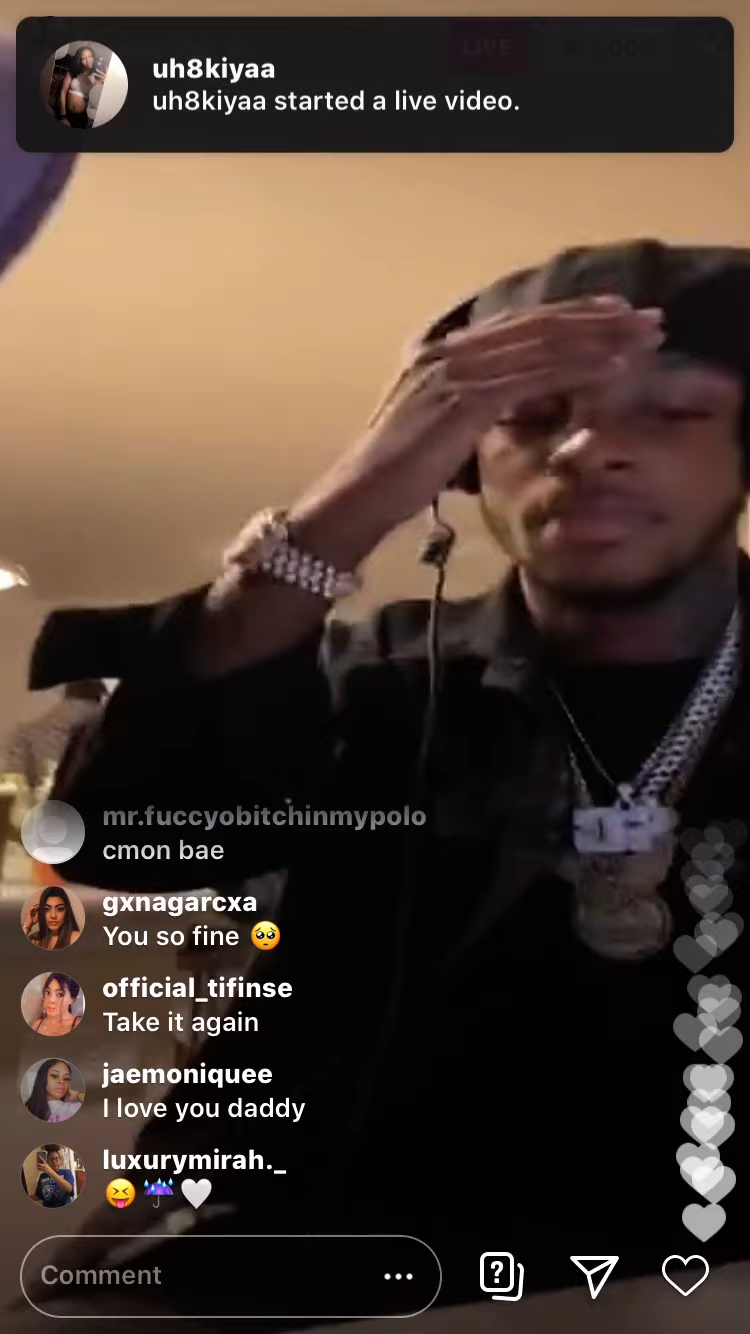 uh8kiyaa
uh8kiyaa started a live video.
LIVE
mr.fuccyobitchinmypolo
cmon bae
gxnagarcxa
You so fine 🥺
official_tifinse
Take it again
jaemoniquee
I love you daddy
luxurymirah._
😝☔🤍
Comment